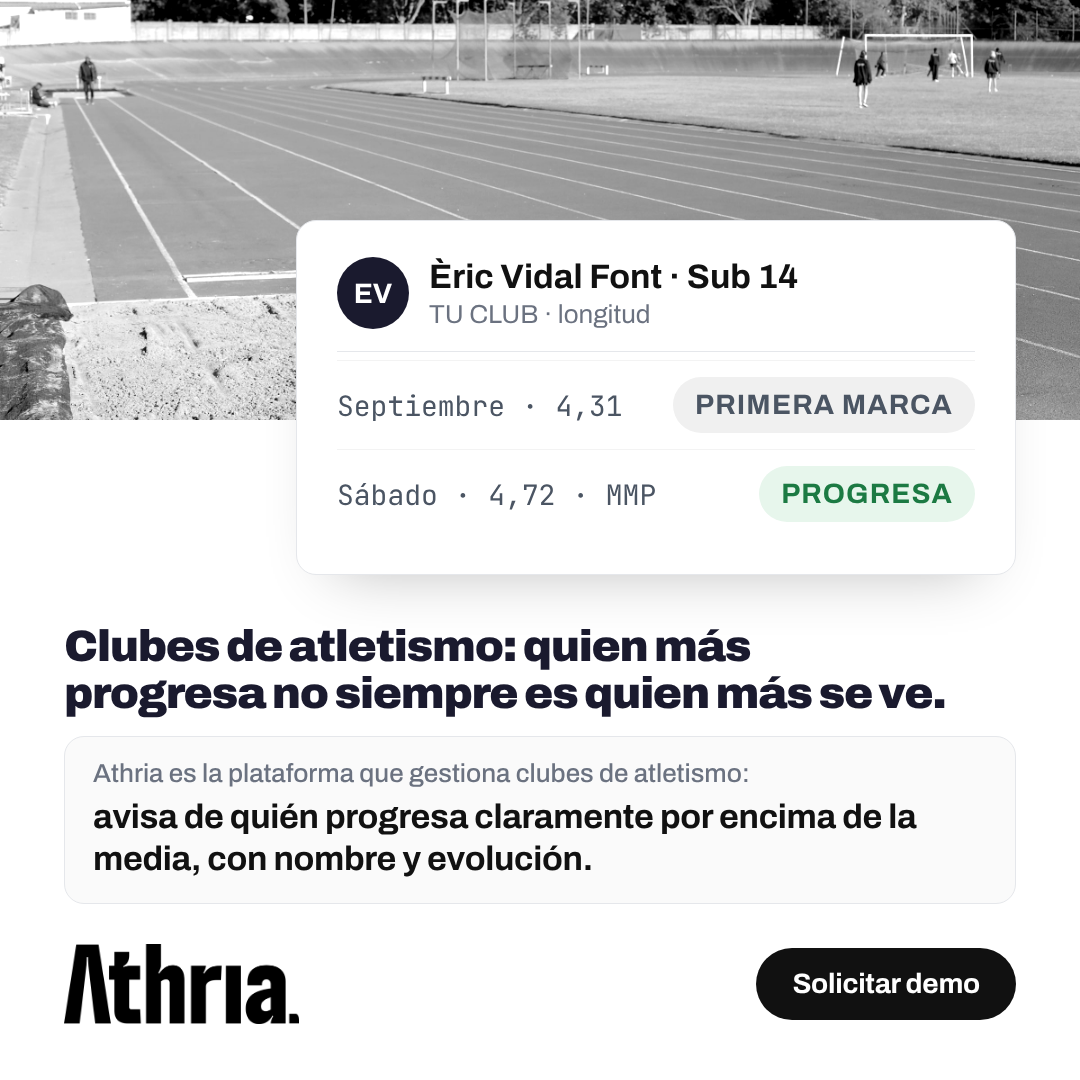 EV
Èric Vidal Font · Sub 14
TU CLUB · longitud
Septiembre · 4,31
PRIMERA MARCA
Sábado · 4,72 · MMP
PROGRESA
Clubes de atletismo: quien más
progresa no siempre es quien más se ve.
Athria es la plataforma que gestiona clubes de atletismo:
avisa de quién progresa claramente por encima de la
media, con nombre y evolución.
Athria.
Solicitar demo